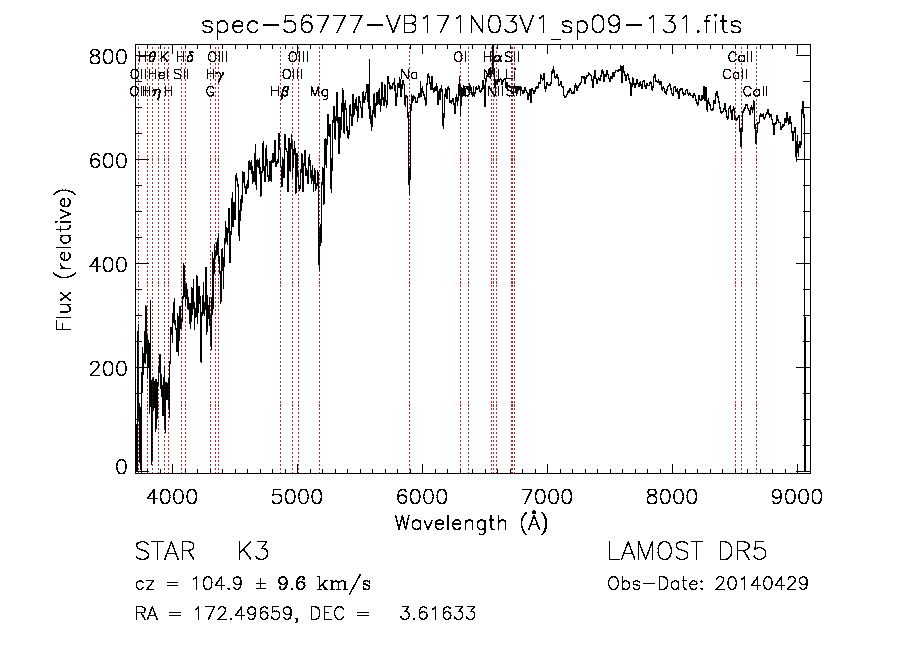 spec-56777-VB171N03V1_sp09-131.fits
800
600
400
200
0
Flux (relative)
Hθ K Hδ OIII OIII OI Hα SII CaII
OII HeI SII Hγ OIII CaII
OII Hη H G Hβ Mg Na NII CaII
4000 5000 6000 7000 8000 9000
Wavelength (Å)
STAR K3 LAMOST DR5
cz = 104.9 ± 9.6 km/s Obs-Date: 20140429
RA = 172.49659, DEC = 3.61633